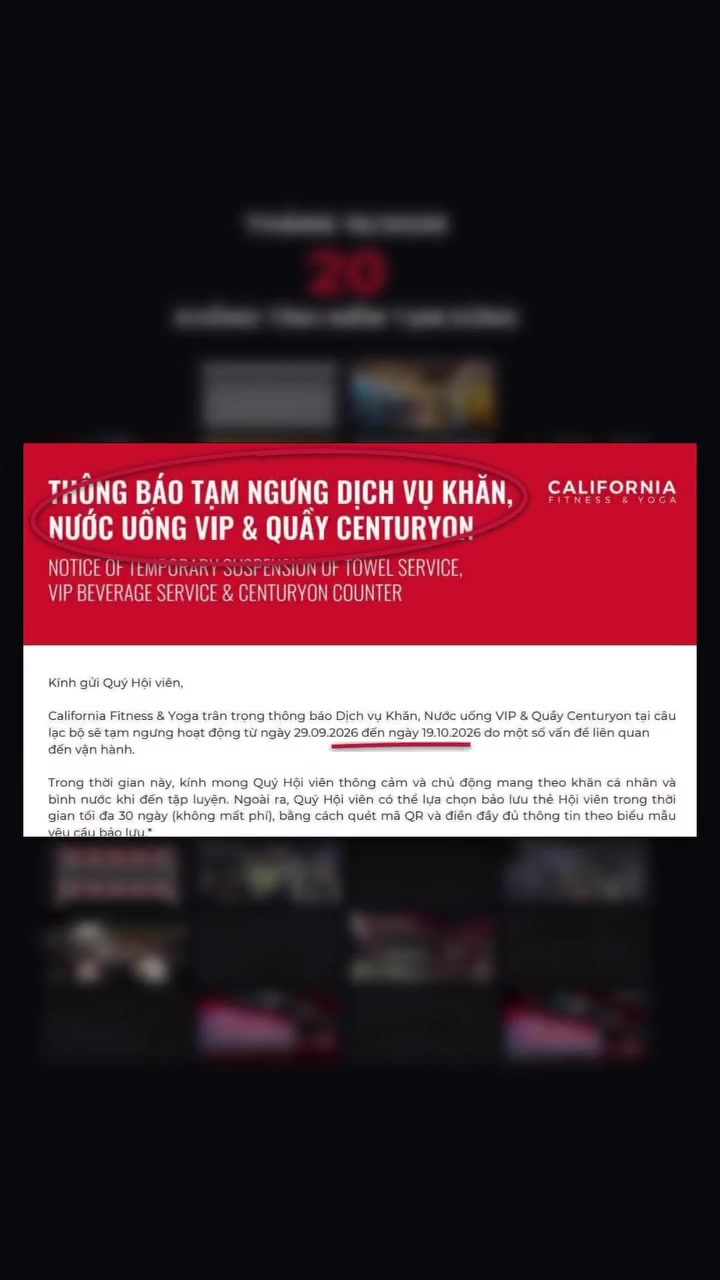 20
THÔNG BÁO TẠM NGƯNG DỊCH VỤ KHĂN,
NƯỚC UỐNG VIP & QUẦY CENTURYON
CALIFORNIA
FITNESS & YOGA
NOTICE OF TEMPORARY SUSPENSION OF TOWEL SERVICE,
VIP BEVERAGE SERVICE & CENTURYON COUNTER
Kính gửi Quý Hội viên,
California Fitness & Yoga trân trọng thông báo Dịch vụ Khăn, Nước uống VIP & Quầy Centuryon tại câu
lạc bộ sẽ tạm ngưng hoạt động từ ngày 29.09.2026 đến ngày 19.10.2026 do một số vấn đề liên quan
đến vận hành.
Trong thời gian này, kính mong Quý Hội viên thông cảm và chủ động mang theo khăn cá nhân và
bình nước khi đến tập luyện. Ngoài ra, Quý Hội viên có thể lựa chọn bảo lưu thẻ Hội viên trong thời
gian tối đa 30 ngày (không mất phí), bằng cách quét mã QR và điền đầy đủ thông tin theo biểu mẫu
yêu cầu bảo lưu.*